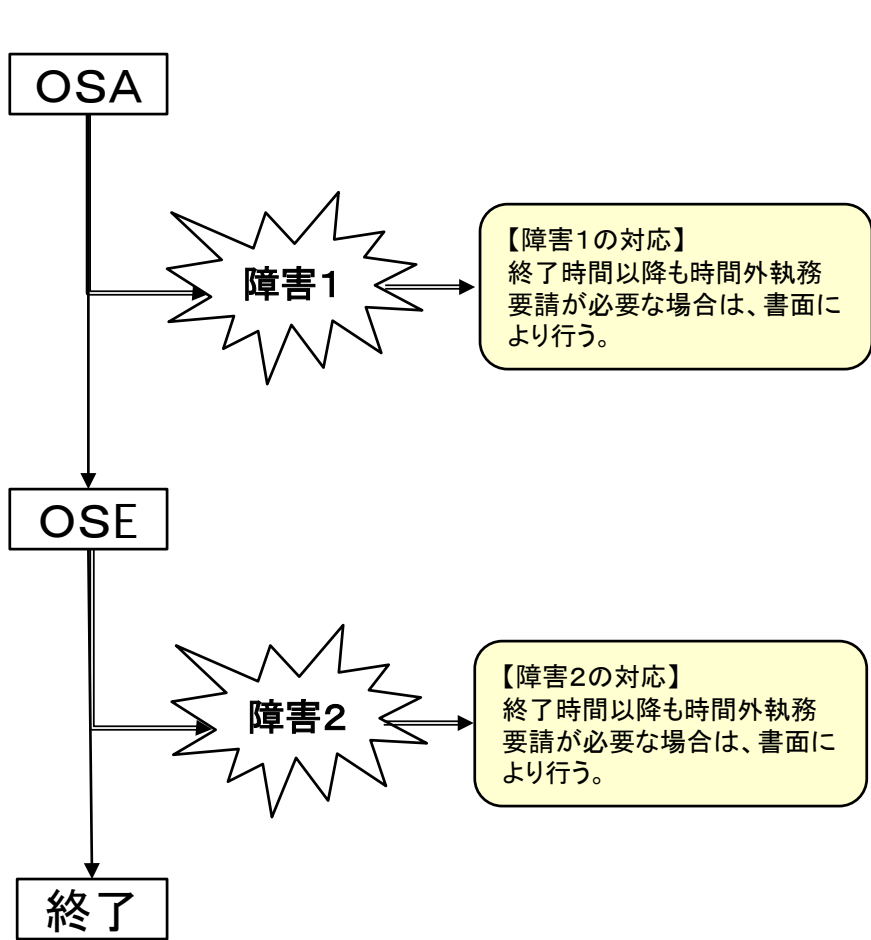 OSA
障害1
【障害1の対応】
終了時間以降も時間外執務
要請が必要な場合は、書面に
より行う。
OSE
障害2
【障害2の対応】
終了時間以降も時間外執務
要請が必要な場合は、書面に
より行う。
終了